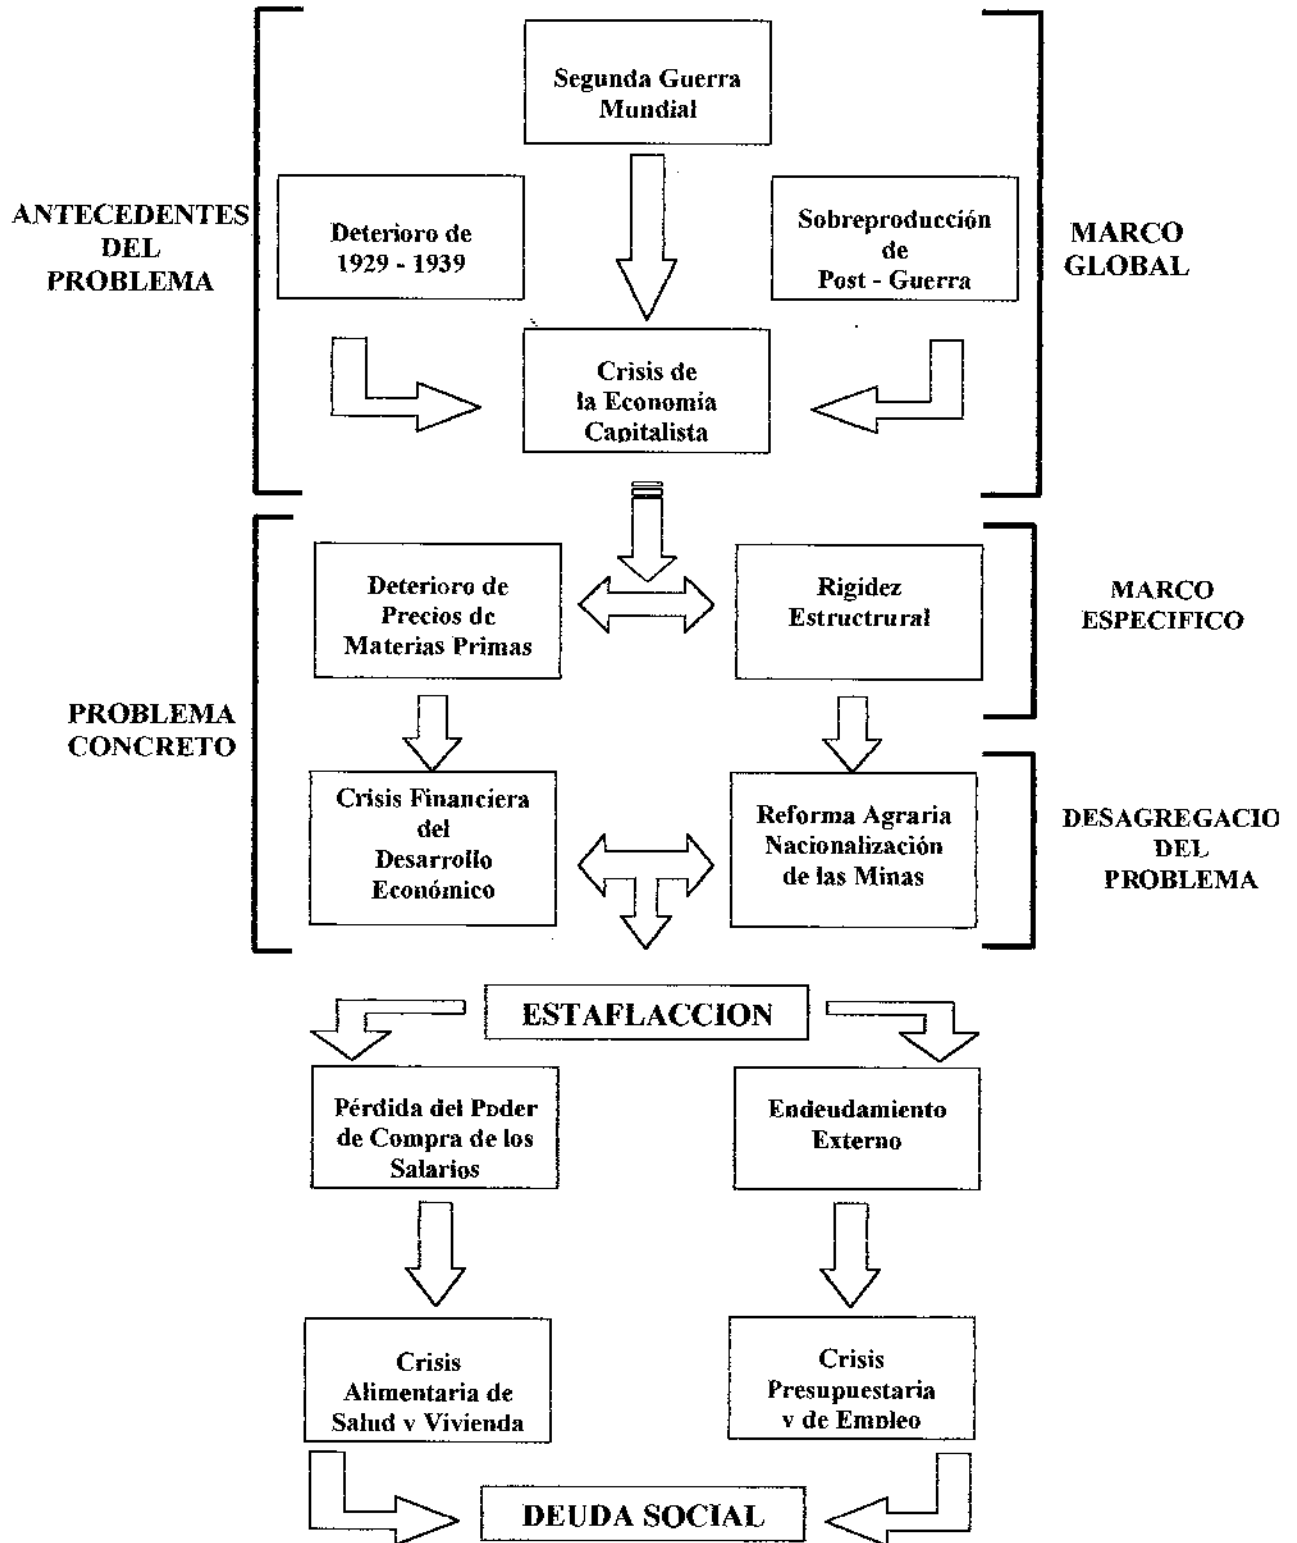 Segunda Guerra
Mundial
ANTECEDENTES
DEL
PROBLEMA
Deterioro de
1929 - 1939
Sobreproducción
de
Post - Guerra
MARCO
GLOBAL
Crisis de
la Economía
Capitalista
PROBLEMA
CONCRETO
Deterioro de
Precios de
Materias Primas
Rigidez
Estructrural
MARCO
ESPECIFICO
Crisis Financiera
del
Desarrollo
Económico
Reforma Agraria
Nacionalización
de las Minas
DESAGREGACIO
DEL
PROBLEMA
ESTAFLACCION
Pérdida del Poder
de Compra de los
Salarios
Endeudamiento
Externo
Crisis
Alimentaria de
Salud y Vivienda
Crisis
Presupuestaria
y de Empleo
DEUDA SOCIAL